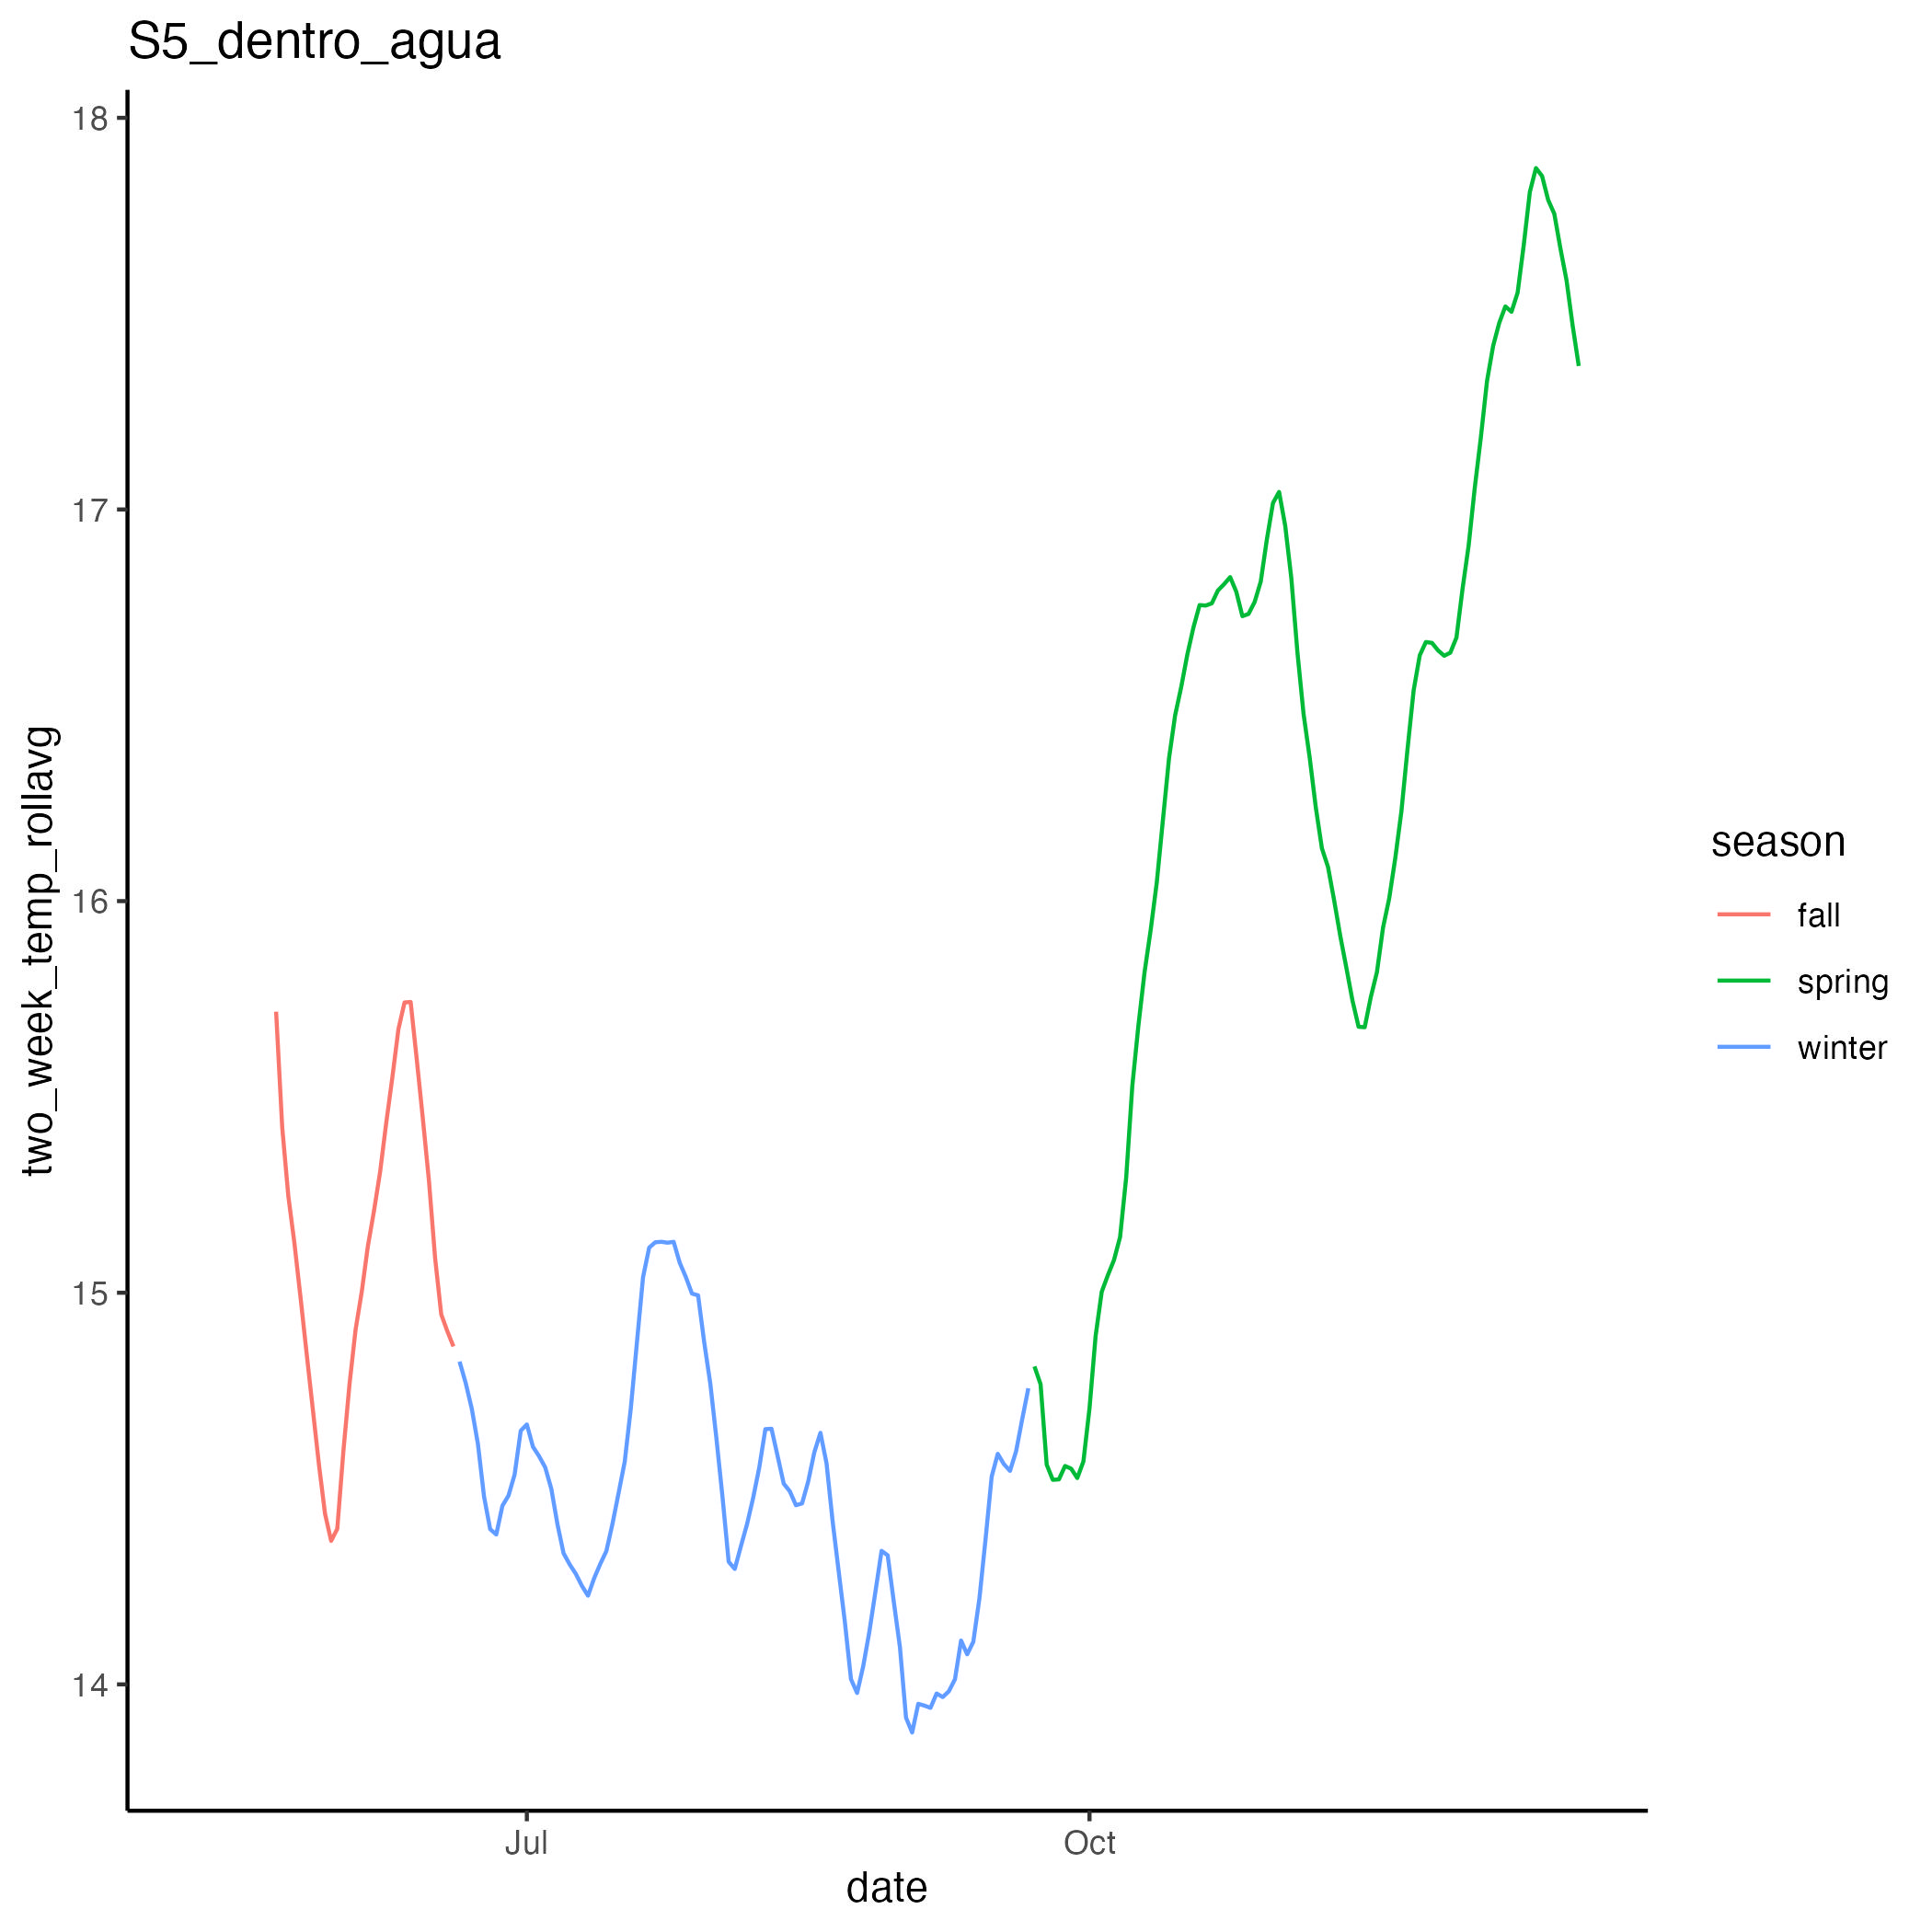 S5_dentro_agua
18
17
16
15
14
two_week_temp_rollavg
Jul
Oct
date
season
fall
spring
winter